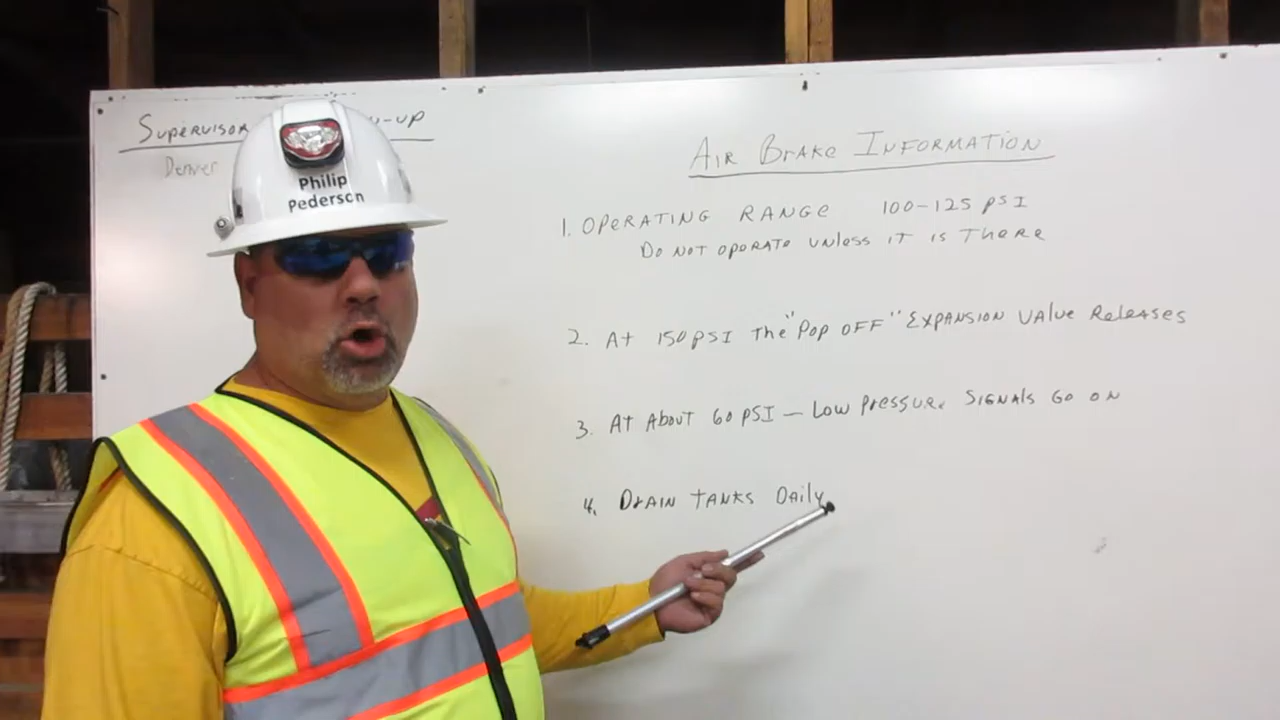 Supervisor
Denver
Philip
Pederson
AIR BRAKE INFORMATION
1. OPERATING RANGE 100-125 PSI
DO NOT OPORATE UNLESS IT IS THERE
2. At 150 PSI THE "POP OFF" EXPANSION VALVE RELEASES
3. AT ABOUT 60 PSI - LOW PRESSURE SIGNALS GO ON
4. DRAIN TANKS DAILY